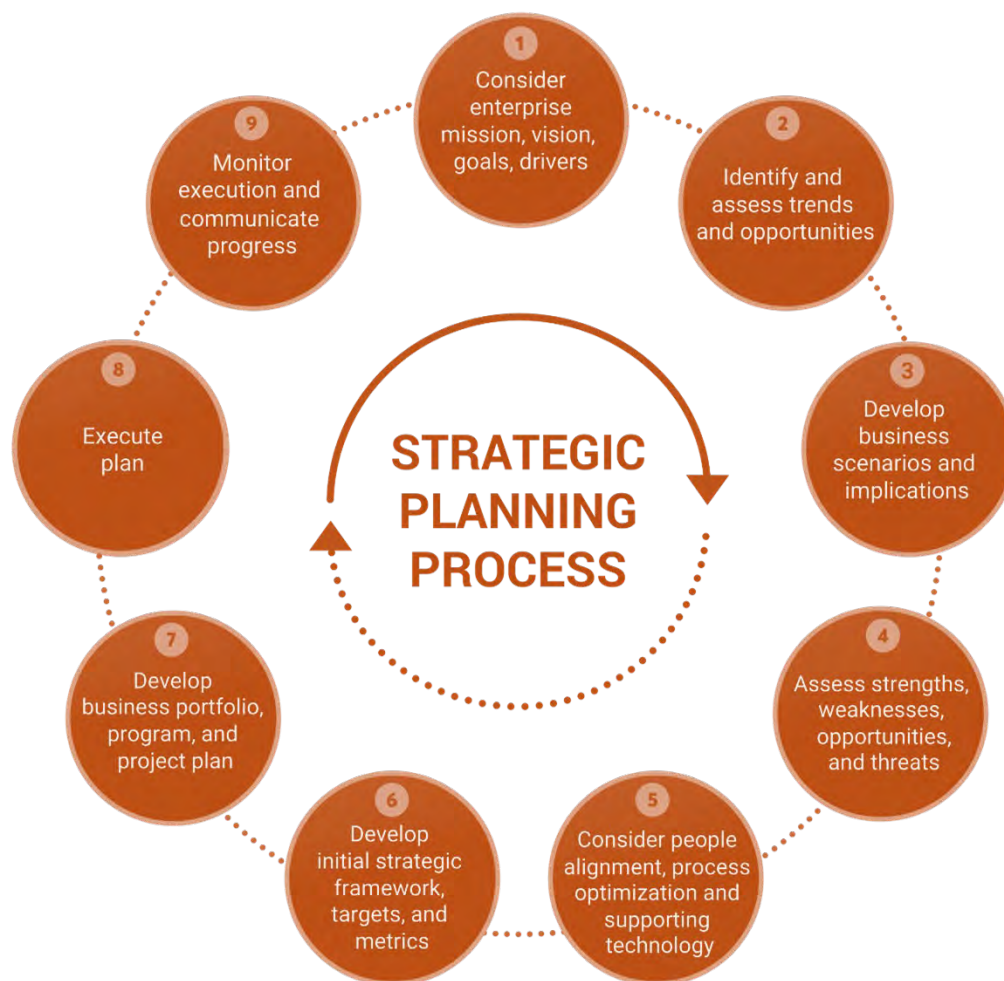 1
Consider
enterprise
mission, vision,
goals, drivers
2
Identify and
assess trends
and opportunities
3
Develop
business
scenarios and
implications
4
Assess strengths,
weaknesses,
opportunities,
and threats
5
Consider people
alignment, process
optimization and
supporting
technology
6
Develop
initial strategic
framework,
targets, and
metrics
7
Develop
business portfolio,
program, and
project plan
8
Execute
plan
9
Monitor
execution and
communicate
progress
STRATEGIC
PLANNING
PROCESS